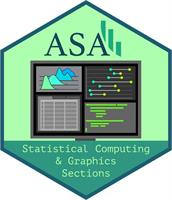 ASA
Statistical Computing
& Graphics
Sections